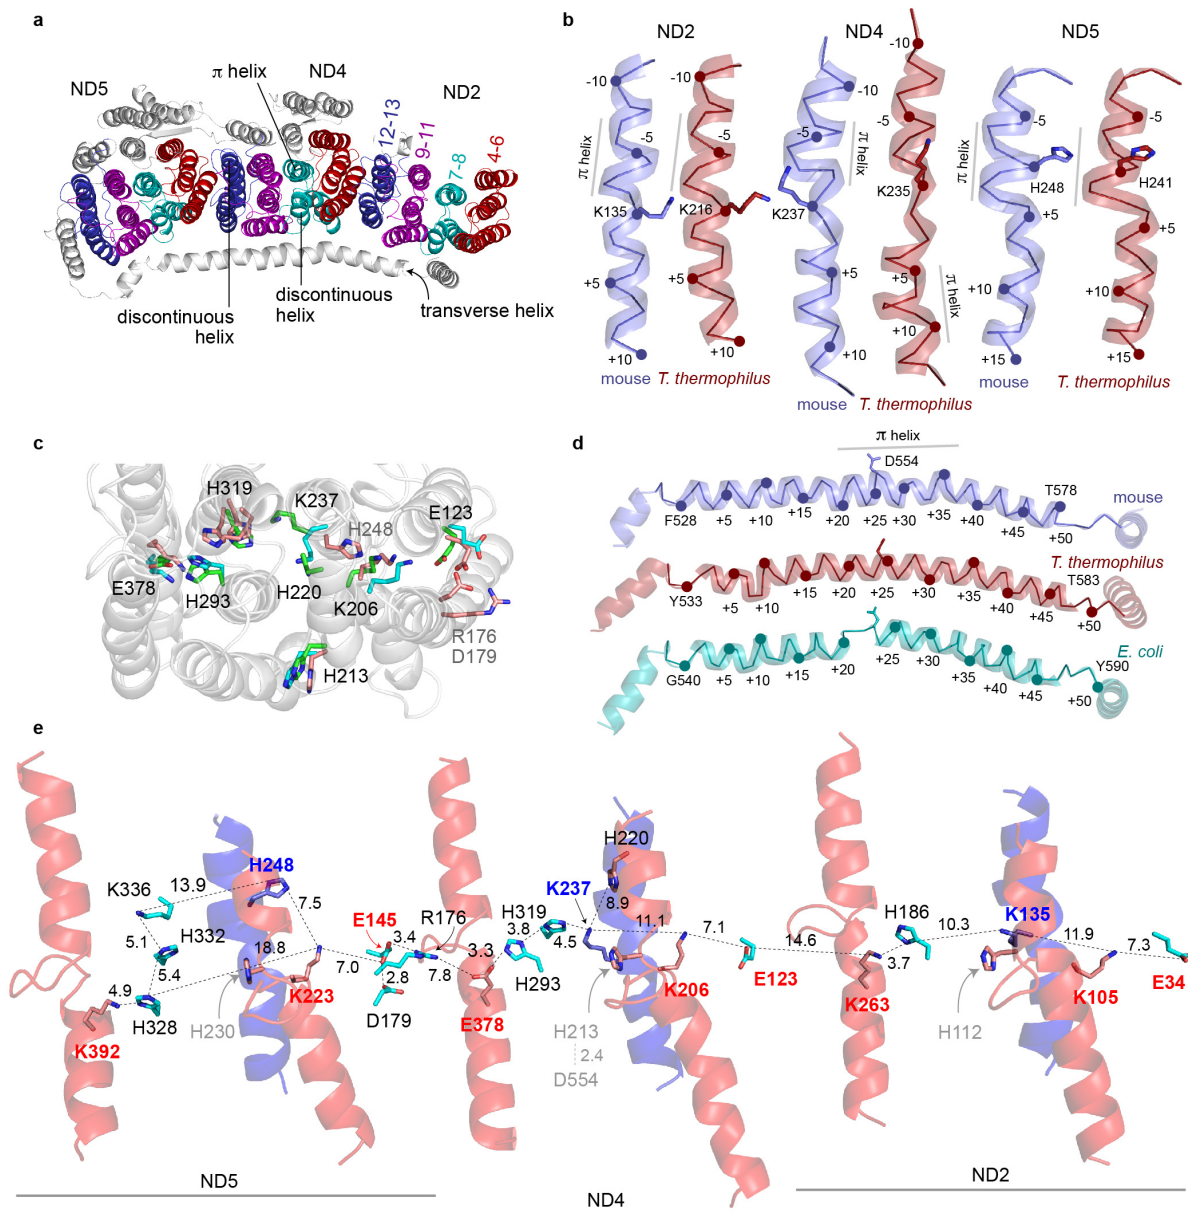 a
π helix
ND4
ND5
ND2
12-13
9-11
7-8
4-6
discontinuous
helix
discontinuous
helix
transverse helix
b
ND2
ND4
ND5
-10
-5
π helix
K135
+5
+10
mouse
-10
-5
K216
+5
+10
T. thermophilus
-10
-5
π helix
K237
+5
+10
mouse
-10
-5
K235
+5
+10
π helix
T. thermophilus
-5
π helix
H248
+5
+10
+15
mouse
-5
H241
+5
+10
+15
T. thermophilus
c
H319
K237
H248
E123
E378
H293
H220
K206
R176
D179
H213
d
π helix
D554
T578
mouse
F528
+5
+10
+15
+20
+25
+30
+35
+40
+45
+50
T. thermophilus
T583
Y533
+5
+10
+15
+20
+25
+30
+35
+40
+45
+50
E. coli
Y590
G540
+5
+10
+15
+20
+25
+30
+35
+40
+45
+50
e
K336
13.9
H248
7.5
5.1
H332
5.4
18.8
4.9
H328
K392
H230
K223
7.0
E145
3.4
R176
2.8
7.8
D179
3.3
E378
H319
3.8
4.5
H293
K237
H220
8.9
11.1
H213
2.4
D554
K206
7.1
E123
14.6
K263
H186
3.7
10.3
K135
H112
11.9
K105
7.3
E34
ND5
ND4
ND2